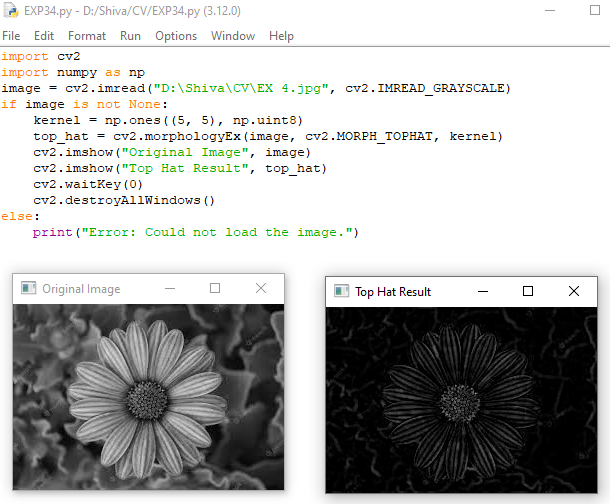 EXP34.py - D:/Shiva/CV/EXP34.py (3.12.0)
File Edit Format Run Options Window Help
import cv2
import numpy as np
image = cv2.imread("D:\Shiva\CV\EX 4.jpg", cv2.IMREAD_GRAYSCALE)
if image is not None:
    kernel = np.ones((5, 5), np.uint8)
    top_hat = cv2.morphologyEx(image, cv2.MORPH_TOPHAT, kernel)
    cv2.imshow("Original Image", image)
    cv2.imshow("Top Hat Result", top_hat)
    cv2.waitKey(0)
    cv2.destroyAllWindows()
else:
    print("Error: Could not load the image.")
Original Image
Top Hat Result